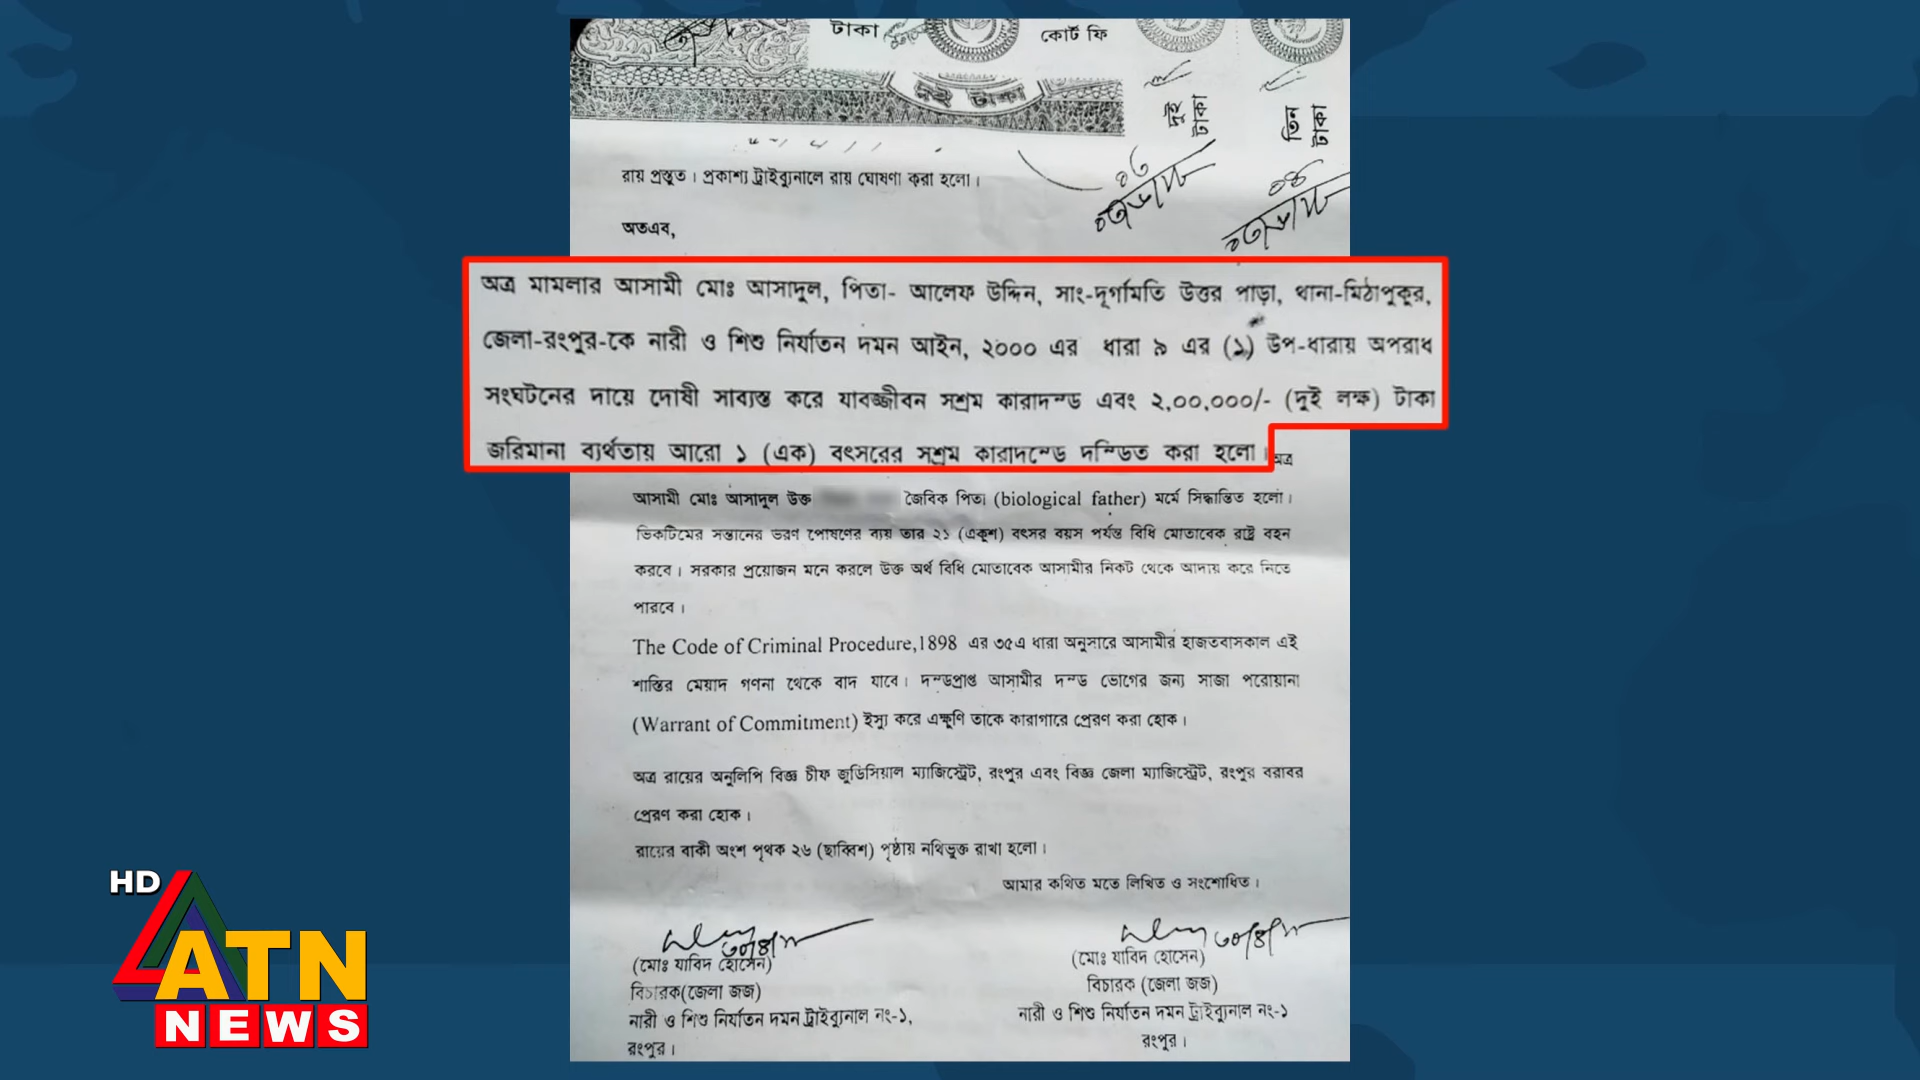 টাকা
কোর্ট ফি
দুই টাকা
দুই টাকা
তিন টাকা
রায় প্রস্তুত। প্রকাশ্য ট্রাইব্যুনালে রায় ঘোষণা করা হলো।
অতএব,
অত্র মামলার আসামী মোঃ আসাদুল, পিতা- আলেফ উদ্দিন, সাং-দূর্গামতি উত্তর পাড়া, থানা-মিঠাপুকুর,
জেলা-রংপুর-কে নারী ও শিশু নির্যাতন দমন আইন, ২০০০ এর ধারা ৯ এর (১) উপ-ধারায় অপরাধ
সংঘটনের দায়ে দোষী সাব্যস্ত করে যাবজ্জীবন সশ্রম কারাদন্ড এবং ২,০০,০০০/- (দুই লক্ষ) টাকা
জরিমানা ব্যর্থতায় আরো ১ (এক) বৎসরের সশ্রম কারাদন্ডে দন্ডিত করা হলো। অত্র
আসামী মোঃ আসাদুল উক্ত জৈবিক পিতা (biological father) মর্মে সিদ্ধান্তিত হলো।
ভিকটিমের সন্তানের ভরণ পোষণের ব্যয় তার ২১ (একুশ) বৎসর বয়স পর্যন্ত বিধি মোতাবেক রাষ্ট্র বহন
করবে। সরকার প্রয়োজন মনে করলে উক্ত অর্থ বিধি মোতাবেক আসামীর নিকট থেকে আদায় করে নিতে
পারবে।
The Code of Criminal Procedure,1898 এর ৩৫এ ধারা অনুসারে আসামীর হাজতবাসকাল এই
শাস্তির মেয়াদ গণনা থেকে বাদ যাবে। দন্ডপ্রাপ্ত আসামীর দন্ড ভোগের জন্য সাজা পরোয়ানা
(Warrant of Commitment) ইস্যু করে এক্ষুণি তাকে কারাগারে প্রেরণ করা হোক।
অত্র রায়ের অনুলিপি বিজ্ঞ চীফ জুডিসিয়াল ম্যাজিস্ট্রেট, রংপুর এবং বিজ্ঞ জেলা ম্যাজিস্ট্রেট, রংপুর বরাবর
প্রেরণ করা হোক।
রায়ের বাকী অংশ পৃথক ২৬ (ছাব্বিশ) পৃষ্ঠায় নথিভুক্ত রাখা হলো।
আমার কথিত মতে লিখিত ও সংশোধিত।
(মোঃ যাবিদ হোসেন)
বিচারক(জেলা জজ)
নারী ও শিশু নির্যাতন দমন ট্রাইব্যুনাল নং-১,
রংপুর।
(মোঃ যাবিদ হোসেন)
বিচারক (জেলা জজ)
নারী ও শিশু নির্যাতন দমন ট্রাইব্যুনাল নং-১
রংপুর।
HD
ATN
NEWS